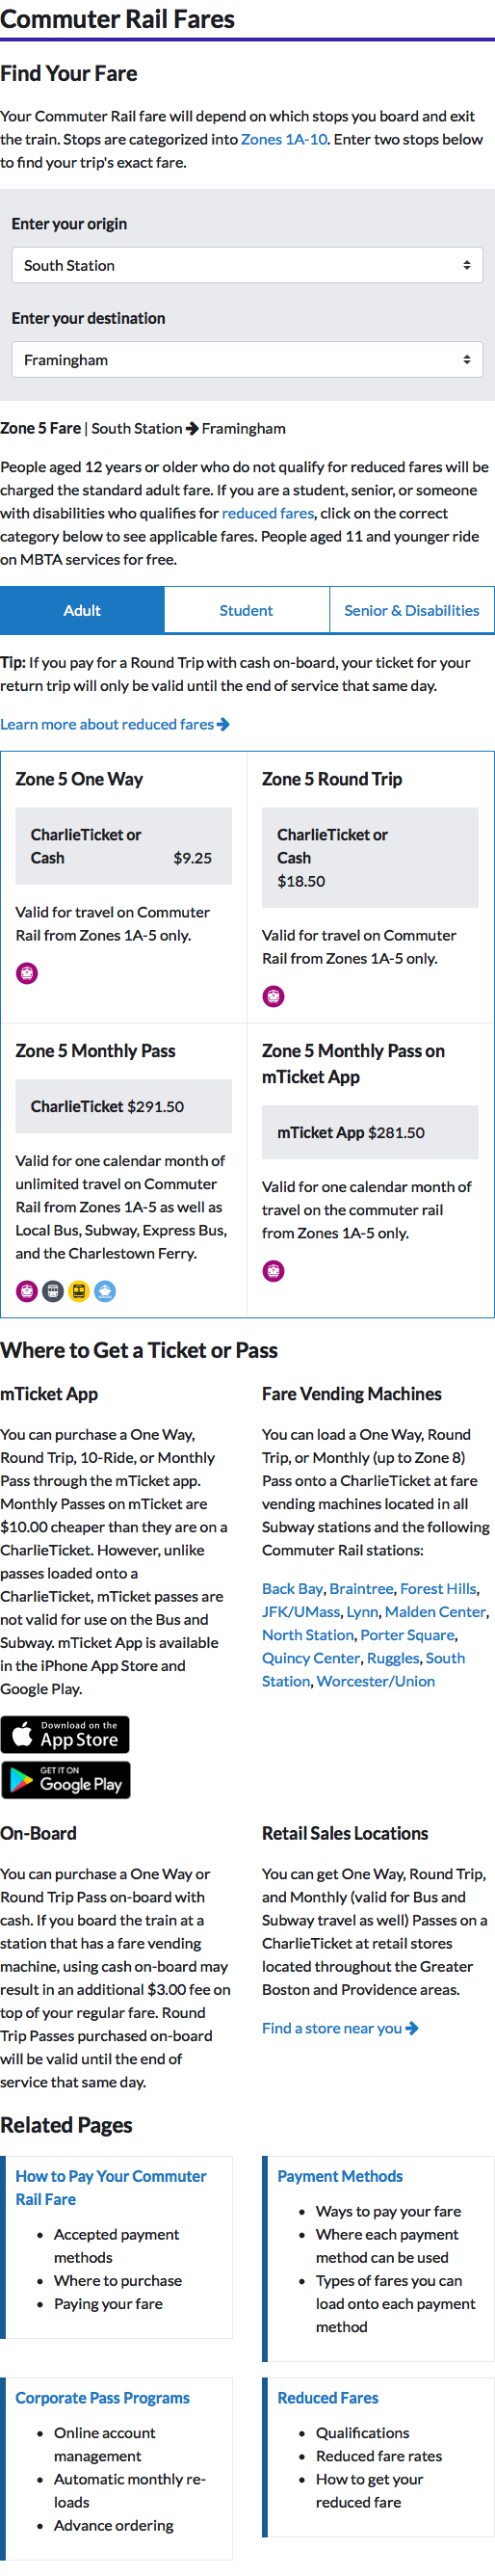 Commuter Rail Fares
Find Your Fare
Your Commuter Rail fare will depend on which stops you board and exit
the train. Stops are categorized into Zones 1A-10. Enter two stops below
to find your trip's exact fare.
Enter your origin
South Station
Enter your destination
Framingham
Zone 5 Fare | South Station → Framingham
People aged 12 years or older who do not qualify for reduced fares will be
charged the standard adult fare. If you are a student, senior, or someone
with disabilities who qualifies for reduced fares, click on the correct
category below to see applicable fares. People aged 11 and younger ride
on MBTA services for free.
Adult
Student
Senior & Disabilities
Tip: If you pay for a Round Trip with cash on-board, your ticket for your
return trip will only be valid until the end of service that same day.
Learn more about reduced fares →
Zone 5 One Way
CharlieTicket or
Cash $9.25
Valid for travel on Commuter
Rail from Zones 1A-5 only.
Zone 5 Round Trip
CharlieTicket or
Cash
$18.50
Valid for travel on Commuter
Rail from Zones 1A-5 only.
Zone 5 Monthly Pass
CharlieTicket $291.50
Valid for one calendar month of
unlimited travel on Commuter
Rail from Zones 1A-5 as well as
Local Bus, Subway, Express Bus,
and the Charlestown Ferry.
Zone 5 Monthly Pass on
mTicket App
mTicket App $281.50
Valid for one calendar month of
travel on the commuter rail
from Zones 1A-5 only.
Where to Get a Ticket or Pass
mTicket App
You can purchase a One Way,
Round Trip, 10-Ride, or Monthly
Pass through the mTicket app.
Monthly Passes on mTicket are
$10.00 cheaper than they are on a
CharlieTicket. However, unlike
passes loaded onto a
CharlieTicket, mTicket passes are
not valid for use on the Bus and
Subway. mTicket App is available
in the iPhone App Store and
Google Play.
Download on the
App Store
GET IT ON
Google Play
Fare Vending Machines
You can load a One Way, Round
Trip, or Monthly (up to Zone 8)
Pass onto a CharlieTicket at fare
vending machines located in all
Subway stations and the following
Commuter Rail stations:
Back Bay, Braintree, Forest Hills,
JFK/UMass, Lynn, Malden Center,
North Station, Porter Square,
Quincy Center, Ruggles, South
Station, Worcester/Union
On-Board
You can purchase a One Way or
Round Trip Pass on-board with
cash. If you board the train at a
station that has a fare vending
machine, using cash on-board may
result in an additional $3.00 fee on
top of your regular fare. Round
Trip Passes purchased on-board
will be valid until the end of
service that same day.
Retail Sales Locations
You can get One Way, Round Trip,
and Monthly (valid for Bus and
Subway travel as well) Passes on a
CharlieTicket at retail stores
located throughout the Greater
Boston and Providence areas.
Find a store near you →
Related Pages
How to Pay Your Commuter
Rail Fare
• Accepted payment
methods
• Where to purchase
• Paying your fare
Payment Methods
• Ways to pay your fare
• Where each payment
method can be used
• Types of fares you can
load onto each payment
method
Corporate Pass Programs
• Online account
management
• Automatic monthly re-
loads
• Advance ordering
Reduced Fares
• Qualifications
• Reduced fare rates
• How to get your
reduced fare